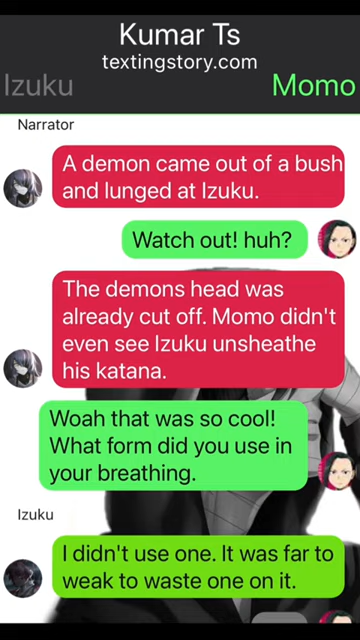 Kumar Ts
textingstory.com
Izuku Momo
Narrator
A demon came out of a bush
and lunged at Izuku.
Watch out! huh?
The demons head was
already cut off. Momo didn't
even see Izuku unsheathe
his katana.
Woah that was so cool!
What form did you use in
your breathing.
Izuku
I didn't use one. It was far to
weak to waste one on it.